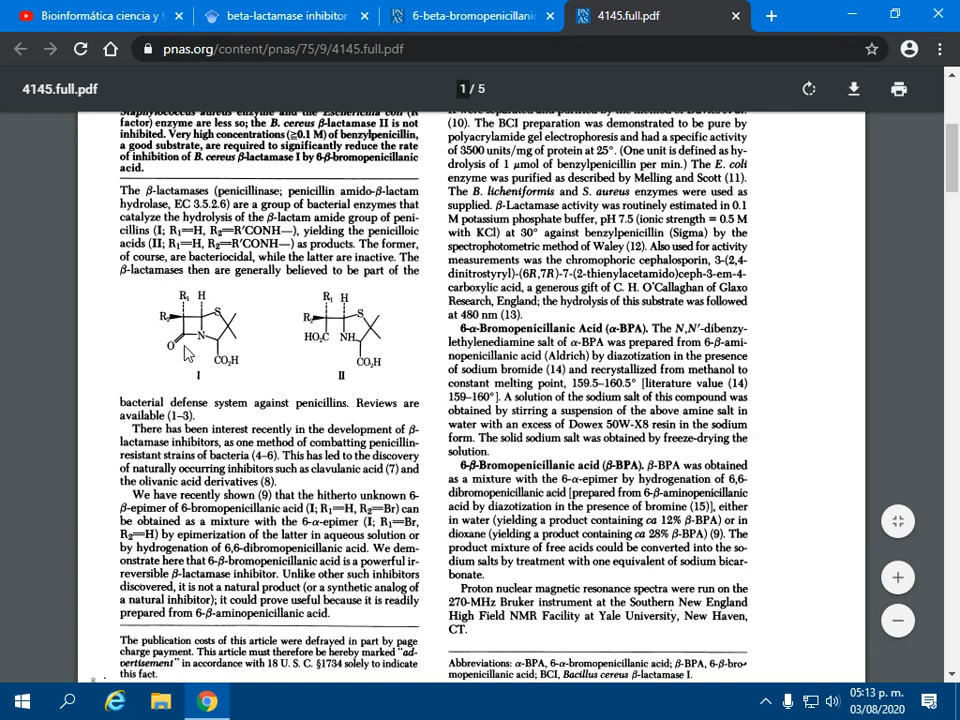 Bioinformática ciencia y t
beta-lactamase inhibitor
6-beta-bromopenicillanic
4145.full.pdf
pnas.org/content/pnas/75/9/4145.full.pdf
4145.full.pdf
1 / 5
Staphylococcus aureus enzyme and the Escherichia coli (R
factor) enzyme are less so; the B. cereus β-lactamase II is not
inhibited. Very high concentrations (≧0.1 M) of benzylpenicillin,
a good substrate, are required to significantly reduce the rate
of inhibition of B. cereus β-lactamase I by 6-β-bromopenicillanic
acid.
The β-lactamases (penicillinase; penicillin amido-β-lactam
hydrolase, EC 3.5.2.6) are a group of bacterial enzymes that
catalyze the hydrolysis of the β-lactam amide group of peni-
cillins (I; R₁=H, R₂=R′CONH—), yielding the penicilloic
acids (II; R₁=H, R₂=R′CONH—) as products. The former,
of course, are bacteriocidal, while the latter are inactive. The
β-lactamases then are generally believed to be part of the
R₁ H
R₂
S
N
O
CO₂H
I
R₁ H
R₂
S
HO₂C NH
CO₂H
II
bacterial defense system against penicillins. Reviews are
available (1–3).
There has been interest recently in the development of β-
lactamase inhibitors, as one method of combatting penicillin-
resistant strains of bacteria (4–6). This has led to the discovery
of naturally occurring inhibitors such as clavulanic acid (7) and
the olivanic acid derivatives (8).
We have recently shown (9) that the hitherto unknown 6-
β-epimer of 6-bromopenicillanic acid (I; R₁=H, R₂=Br) can
be obtained as a mixture with the 6-α-epimer (I; R₁=Br,
R₂=H) by epimerization of the latter in aqueous solution or
by hydrogenation of 6,6-dibromopenicillanic acid. We dem-
onstrate here that 6-β-bromopenicillanic acid is a powerful ir-
reversible β-lactamase inhibitor. Unlike other such inhibitors
discovered, it is not a natural product (or a synthetic analog of
a natural inhibitor); it could prove useful because it is readily
prepared from 6-β-aminopenicillanic acid.
The publication costs of this article were defrayed in part by page
charge payment. This article must therefore be hereby marked "ad-
vertisement" in accordance with 18 U. S. C. §1734 solely to indicate
this fact.
(10). The BCI preparation was demonstrated to be pure by
polyacrylamide gel electrophoresis and had a specific activity
of 3500 units/mg of protein at 25°. (One unit is defined as hy-
drolysis of 1 μmol of benzylpenicillin per min.) The E. coli
enzyme was purified as described by Melling and Scott (11).
The B. licheniformis and S. aureus enzymes were used as
supplied. β-Lactamase activity was routinely estimated in 0.1
M potassium phosphate buffer, pH 7.5 (ionic strength = 0.5 M
with KCl) at 30° against benzylpenicillin (Sigma) by the
spectrophotometric method of Waley (12). Also used for activity
measurements was the chromophoric cephalosporin, 3-(2,4-
dinitrostyryl)-(6R,7R)-7-(2-thienylacetamido)ceph-3-em-4-
carboxylic acid, a generous gift of C. H. O'Callaghan of Glaxo
Research, England; the hydrolysis of this substrate was followed
at 480 nm (13).
6-α-Bromopenicillanic Acid (α-BPA). The N,N′-dibenzy-
lethylenediamine salt of α-BPA was prepared from 6-β-ami-
nopenicillanic acid (Aldrich) by diazotization in the presence
of sodium bromide (14) and recrystallized from methanol to
constant melting point, 159.5–160.5° [literature value (14)
159–160°]. A solution of the sodium salt of this compound was
obtained by stirring a suspension of the above amine salt in
water with an excess of Dowex 50W-X8 resin in the sodium
form. The solid sodium salt was obtained by freeze-drying the
solution.
6-β-Bromopenicillanic acid (β-BPA). β-BPA was obtained
as a mixture with the 6-α-epimer by hydrogenation of 6,6-
dibromopenicillanic acid [prepared from 6-β-aminopenicillanic
acid by diazotization in the presence of bromine (15)], either
in water (yielding a product containing ca 12% β-BPA) or in
dioxane (yielding a product containing ca 28% β-BPA) (9). The
product mixture of free acids could be converted into the so-
dium salts by treatment with one equivalent of sodium bicar-
bonate.
Proton nuclear magnetic resonance spectra were run on the
270-MHz Bruker instrument at the Southern New England
High Field NMR Facility at Yale University, New Haven,
CT.
Abbreviations: α-BPA, 6-α-bromopenicillanic acid; β-BPA, 6-β-bro-
mopenicillanic acid; BCI, Bacillus cereus β-lactamase I.
05:13 p. m.
03/08/2020